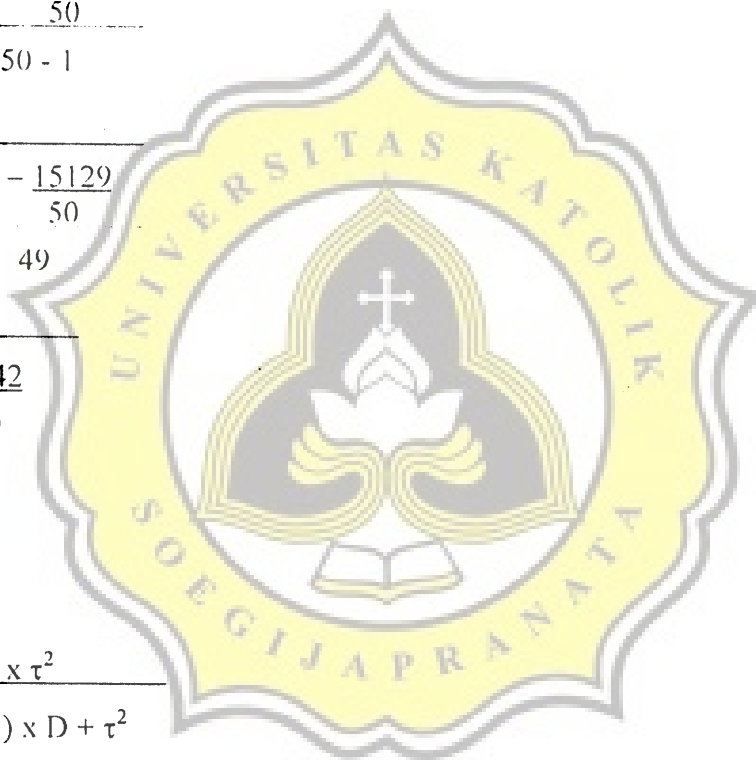 50
50 - 1
– 15129
50
49
42
x τ²
) x D + τ²
UNIVERSITAS KATOLIK
SOEGIJAPRANATA